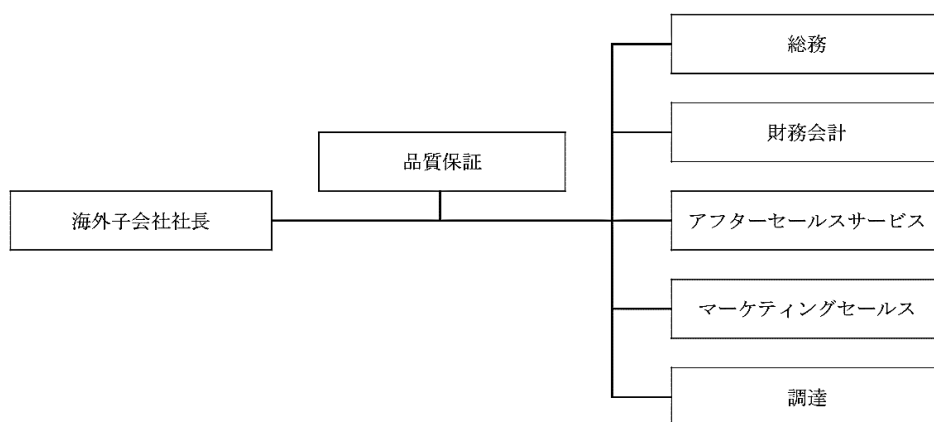 総務
財務会計
品質保証
海外子会社社長
アフターセールスサービス
マーケティングセールス
調達